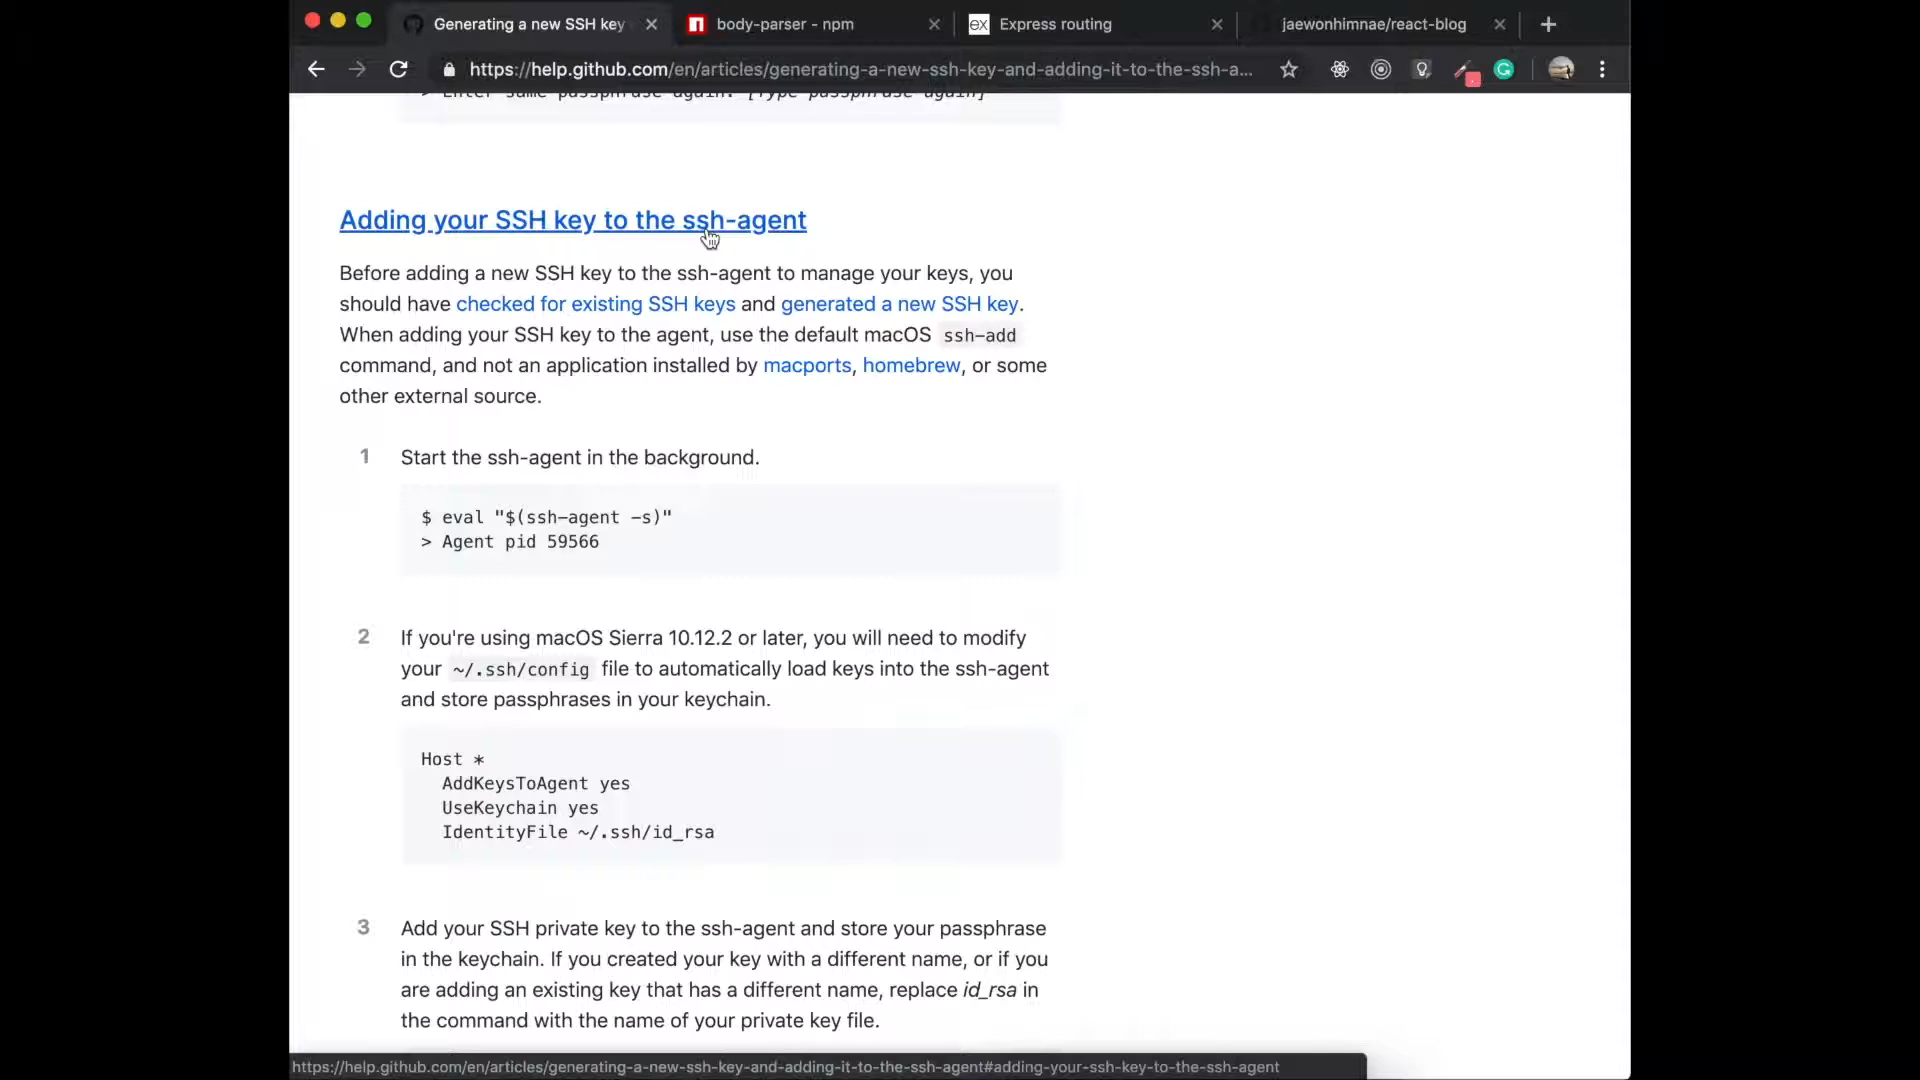 Generating a new SSH key
body-parser - npm
ex Express routing
jaewonhimnae/react-blog
https://help.github.com/en/articles/generating-a-new-ssh-key-and-adding-it-to-the-ssh-a...
> Enter same passphrase again: [Type passphrase again]
Adding your SSH key to the ssh-agent
Before adding a new SSH key to the ssh-agent to manage your keys, you
should have checked for existing SSH keys and generated a new SSH key.
When adding your SSH key to the agent, use the default macOS ssh-add
command, and not an application installed by macports, homebrew, or some
other external source.
1 Start the ssh-agent in the background.
$ eval "$(ssh-agent -s)"
> Agent pid 59566
2 If you're using macOS Sierra 10.12.2 or later, you will need to modify
your ~/.ssh/config file to automatically load keys into the ssh-agent
and store passphrases in your keychain.
Host *
AddKeysToAgent yes
UseKeychain yes
IdentityFile ~/.ssh/id_rsa
3 Add your SSH private key to the ssh-agent and store your passphrase
in the keychain. If you created your key with a different name, or if you
are adding an existing key that has a different name, replace id_rsa in
the command with the name of your private key file.
https://help.github.com/en/articles/generating-a-new-ssh-key-and-adding-it-to-the-ssh-agent#adding-your-ssh-key-to-the-ssh-agent